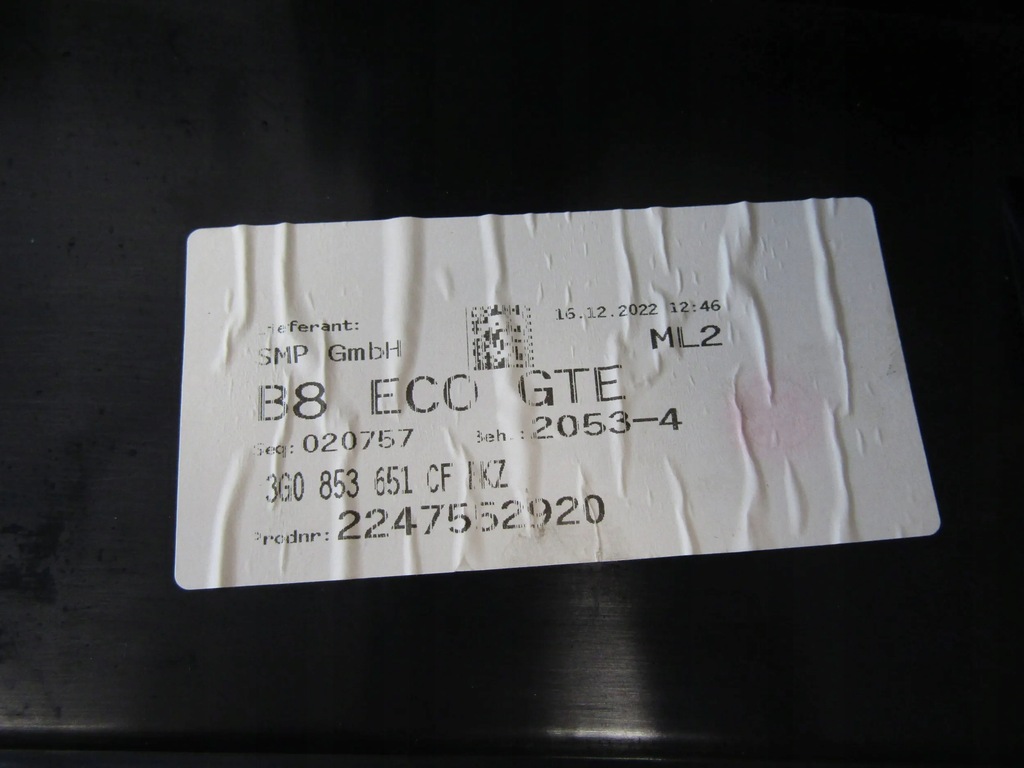 Lieferant:
16.12.2022 12:46
SMP GmbH
ML2
B8 ECO GTE
Seq: 020757 Beh.: 2053-4
3G0 853 651 CF
Prodnr: 2247552920